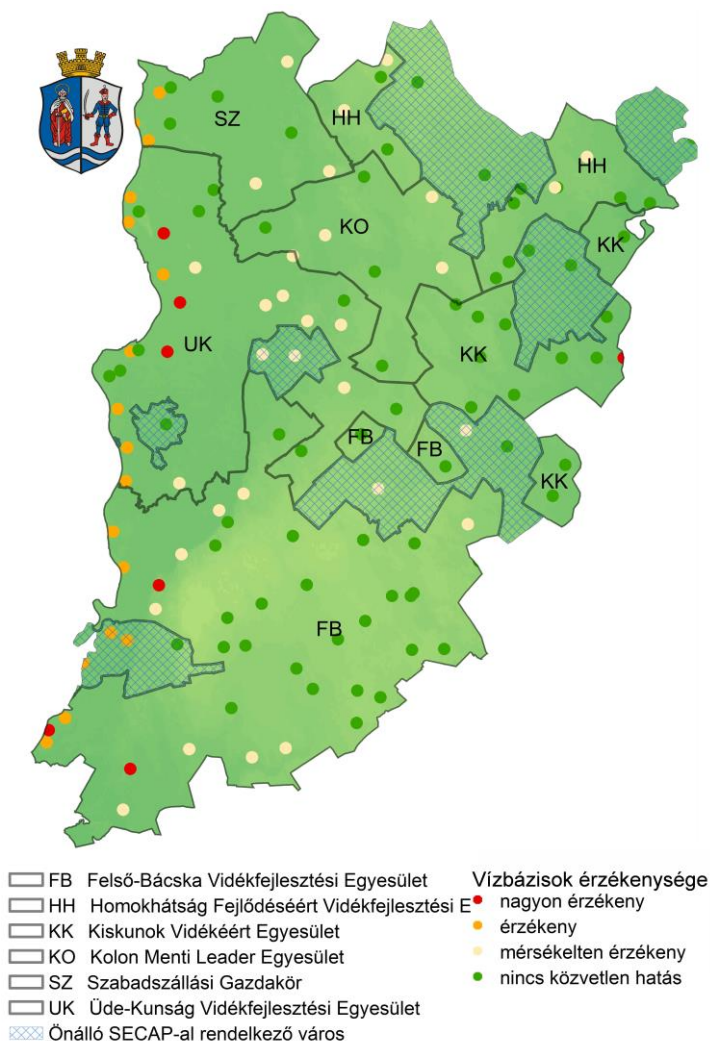 SZ
HH
HH
KO
KK
UK
KK
FB
FB
KK
FB
FB Felső-Bácska Vidékfejlesztési Egyesület
HH Homokhátság Fejlődéséért Vidékfejlesztési E
KK Kiskunok Vidékéért Egyesület
KO Kolon Menti Leader Egyesület
SZ Szabadszállási Gazdakör
UK Üde-Kunság Vidékfejlesztési Egyesület
Önálló SECAP-al rendelkező város
Vízbázisok érzékenysége
nagyon érzékeny
érzékeny
mérsékelten érzékeny
nincs közvetlen hatás